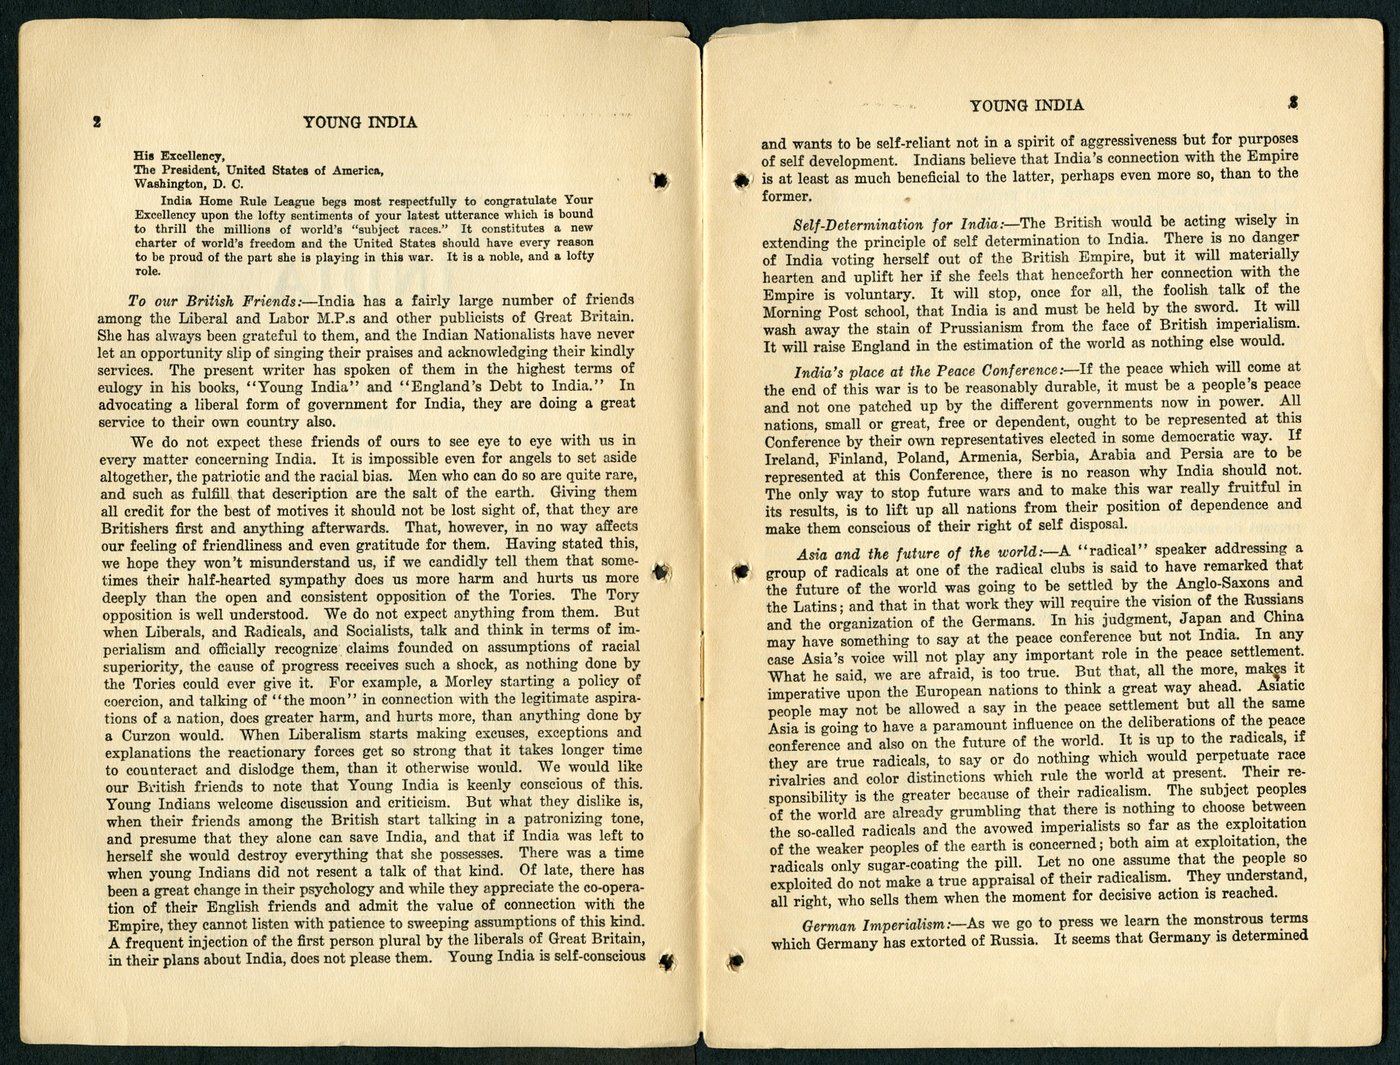 2
YOUNG INDIA
His Excellency,
The President, United States of America,
Washington, D. C.
India Home Rule League begs most respectfully to congratulate Your
Excellency upon the lofty sentiments of your latest utterance which is bound
to thrill the millions of world's "subject races." It constitutes a new
charter of world's freedom and the United States should have every reason
to be proud of the part she is playing in this war. It is a noble, and a lofty
role.
To our British Friends:—India has a fairly large number of friends
among the Liberal and Labor M.P.s and other publicists of Great Britain.
She has always been grateful to them, and the Indian Nationalists have never
let an opportunity slip of singing their praises and acknowledging their kindly
services. The present writer has spoken of them in the highest terms of
eulogy in his books, "Young India" and "England's Debt to India." In
advocating a liberal form of government for India, they are doing a great
service to their own country also.
We do not expect these friends of ours to see eye to eye with us in
every matter concerning India. It is impossible even for angels to set aside
altogether, the patriotic and the racial bias. Men who can do so are quite rare,
and such as fulfill that description are the salt of the earth. Giving them
all credit for the best of motives it should not be lost sight of, that they are
Britishers first and anything afterwards. That, however, in no way affects
our feeling of friendliness and even gratitude for them. Having stated this,
we hope they won't misunderstand us, if we candidly tell them that some-
times their half-hearted sympathy does us more harm and hurts us more
deeply than the open and consistent opposition of the Tories. The Tory
opposition is well understood. We do not expect anything from them. But
when Liberals, and Radicals, and Socialists, talk and think in terms of im-
perialism and officially recognize claims founded on assumptions of racial
superiority, the cause of progress receives such a shock, as nothing done by
the Tories could ever give it. For example, a Morley starting a policy of
coercion, and talking of "the moon" in connection with the legitimate aspira-
tions of a nation, does greater harm, and hurts more, than anything done by
a Curzon would. When Liberalism starts making excuses, exceptions and
explanations the reactionary forces get so strong that it takes longer time
to counteract and dislodge them, than it otherwise would. We would like
our British friends to note that Young India is keenly conscious of this.
Young Indians welcome discussion and criticism. But what they dislike is,
when their friends among the British start talking in a patronizing tone,
and presume that they alone can save India, and that if India was left to
herself she would destroy everything that she possesses. There was a time
when young Indians did not resent a talk of that kind. Of late, there has
been a great change in their psychology and while they appreciate the co-opera-
tion of their English friends and admit the value of connection with the
Empire, they cannot listen with patience to sweeping assumptions of this kind.
A frequent injection of the first person plural by the liberals of Great Britain,
in their plans about India, does not please them. Young India is self-conscious
YOUNG INDIA
3
and wants to be self-reliant not in a spirit of aggressiveness but for purposes
of self development. Indians believe that India's connection with the Empire
is at least as much beneficial to the latter, perhaps even more so, than to the
former.
Self-Determination for India:—The British would be acting wisely in
extending the principle of self determination to India. There is no danger
of India voting herself out of the British Empire, but it will materially
hearten and uplift her if she feels that henceforth her connection with the
Empire is voluntary. It will stop, once for all, the foolish talk of the
Morning Post school, that India is and must be held by the sword. It will
wash away the stain of Prussianism from the face of British imperialism.
It will raise England in the estimation of the world as nothing else would.
India's place at the Peace Conference:—If the peace which will come at
the end of this war is to be reasonably durable, it must be a people's peace
and not one patched up by the different governments now in power. All
nations, small or great, free or dependent, ought to be represented at this
Conference by their own representatives elected in some democratic way. If
Ireland, Finland, Poland, Armenia, Serbia, Arabia and Persia are to be
represented at this Conference, there is no reason why India should not.
The only way to stop future wars and to make this war really fruitful in
its results, is to lift up all nations from their position of dependence and
make them conscious of their right of self disposal.
Asia and the future of the world:—A "radical" speaker addressing a
group of radicals at one of the radical clubs is said to have remarked that
the future of the world was going to be settled by the Anglo-Saxons and
the Latins; and that in that work they will require the vision of the Russians
and the organization of the Germans. In his judgment, Japan and China
may have something to say at the peace conference but not India. In any
case Asia's voice will not play any important role in the peace settlement.
What he said, we are afraid, is too true. But that, all the more, makes it
imperative upon the European nations to think a great way ahead. Asiatic
people may not be allowed a say in the peace settlement but all the same
Asia is going to have a paramount influence on the deliberations of the peace
conference and also on the future of the world. It is up to the radicals, if
they are true radicals, to say or do nothing which would perpetuate race
rivalries and color distinctions which rule the world at present. Their re-
sponsibility is the greater because of their radicalism. The subject peoples
of the world are already grumbling that there is nothing to choose between
the so-called radicals and the avowed imperialists so far as the exploitation
of the weaker peoples of the earth is concerned; both aim at exploitation, the
radicals only sugar-coating the pill. Let no one assume that the people so
exploited do not make a true appraisal of their radicalism. They understand,
all right, who sells them when the moment for decisive action is reached.
German Imperialism:—As we go to press we learn the monstrous terms
which Germany has extorted of Russia. It seems that Germany is determined